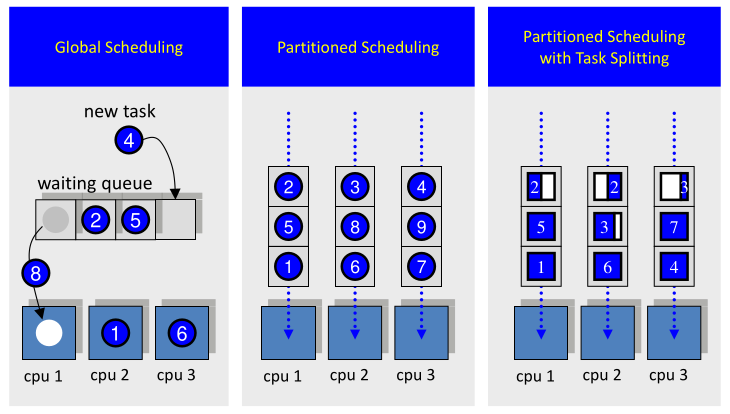 Global Scheduling
new task
4
waiting queue
2 5
8
1 6
cpu 1 cpu 2 cpu 3
Partitioned Scheduling
2 3 4
5 8 9
1 6 7
cpu 1 cpu 2 cpu 3
Partitioned Scheduling
with Task Splitting
2 2 3
5 3 7
1 6 4
cpu 1 cpu 2 cpu 3